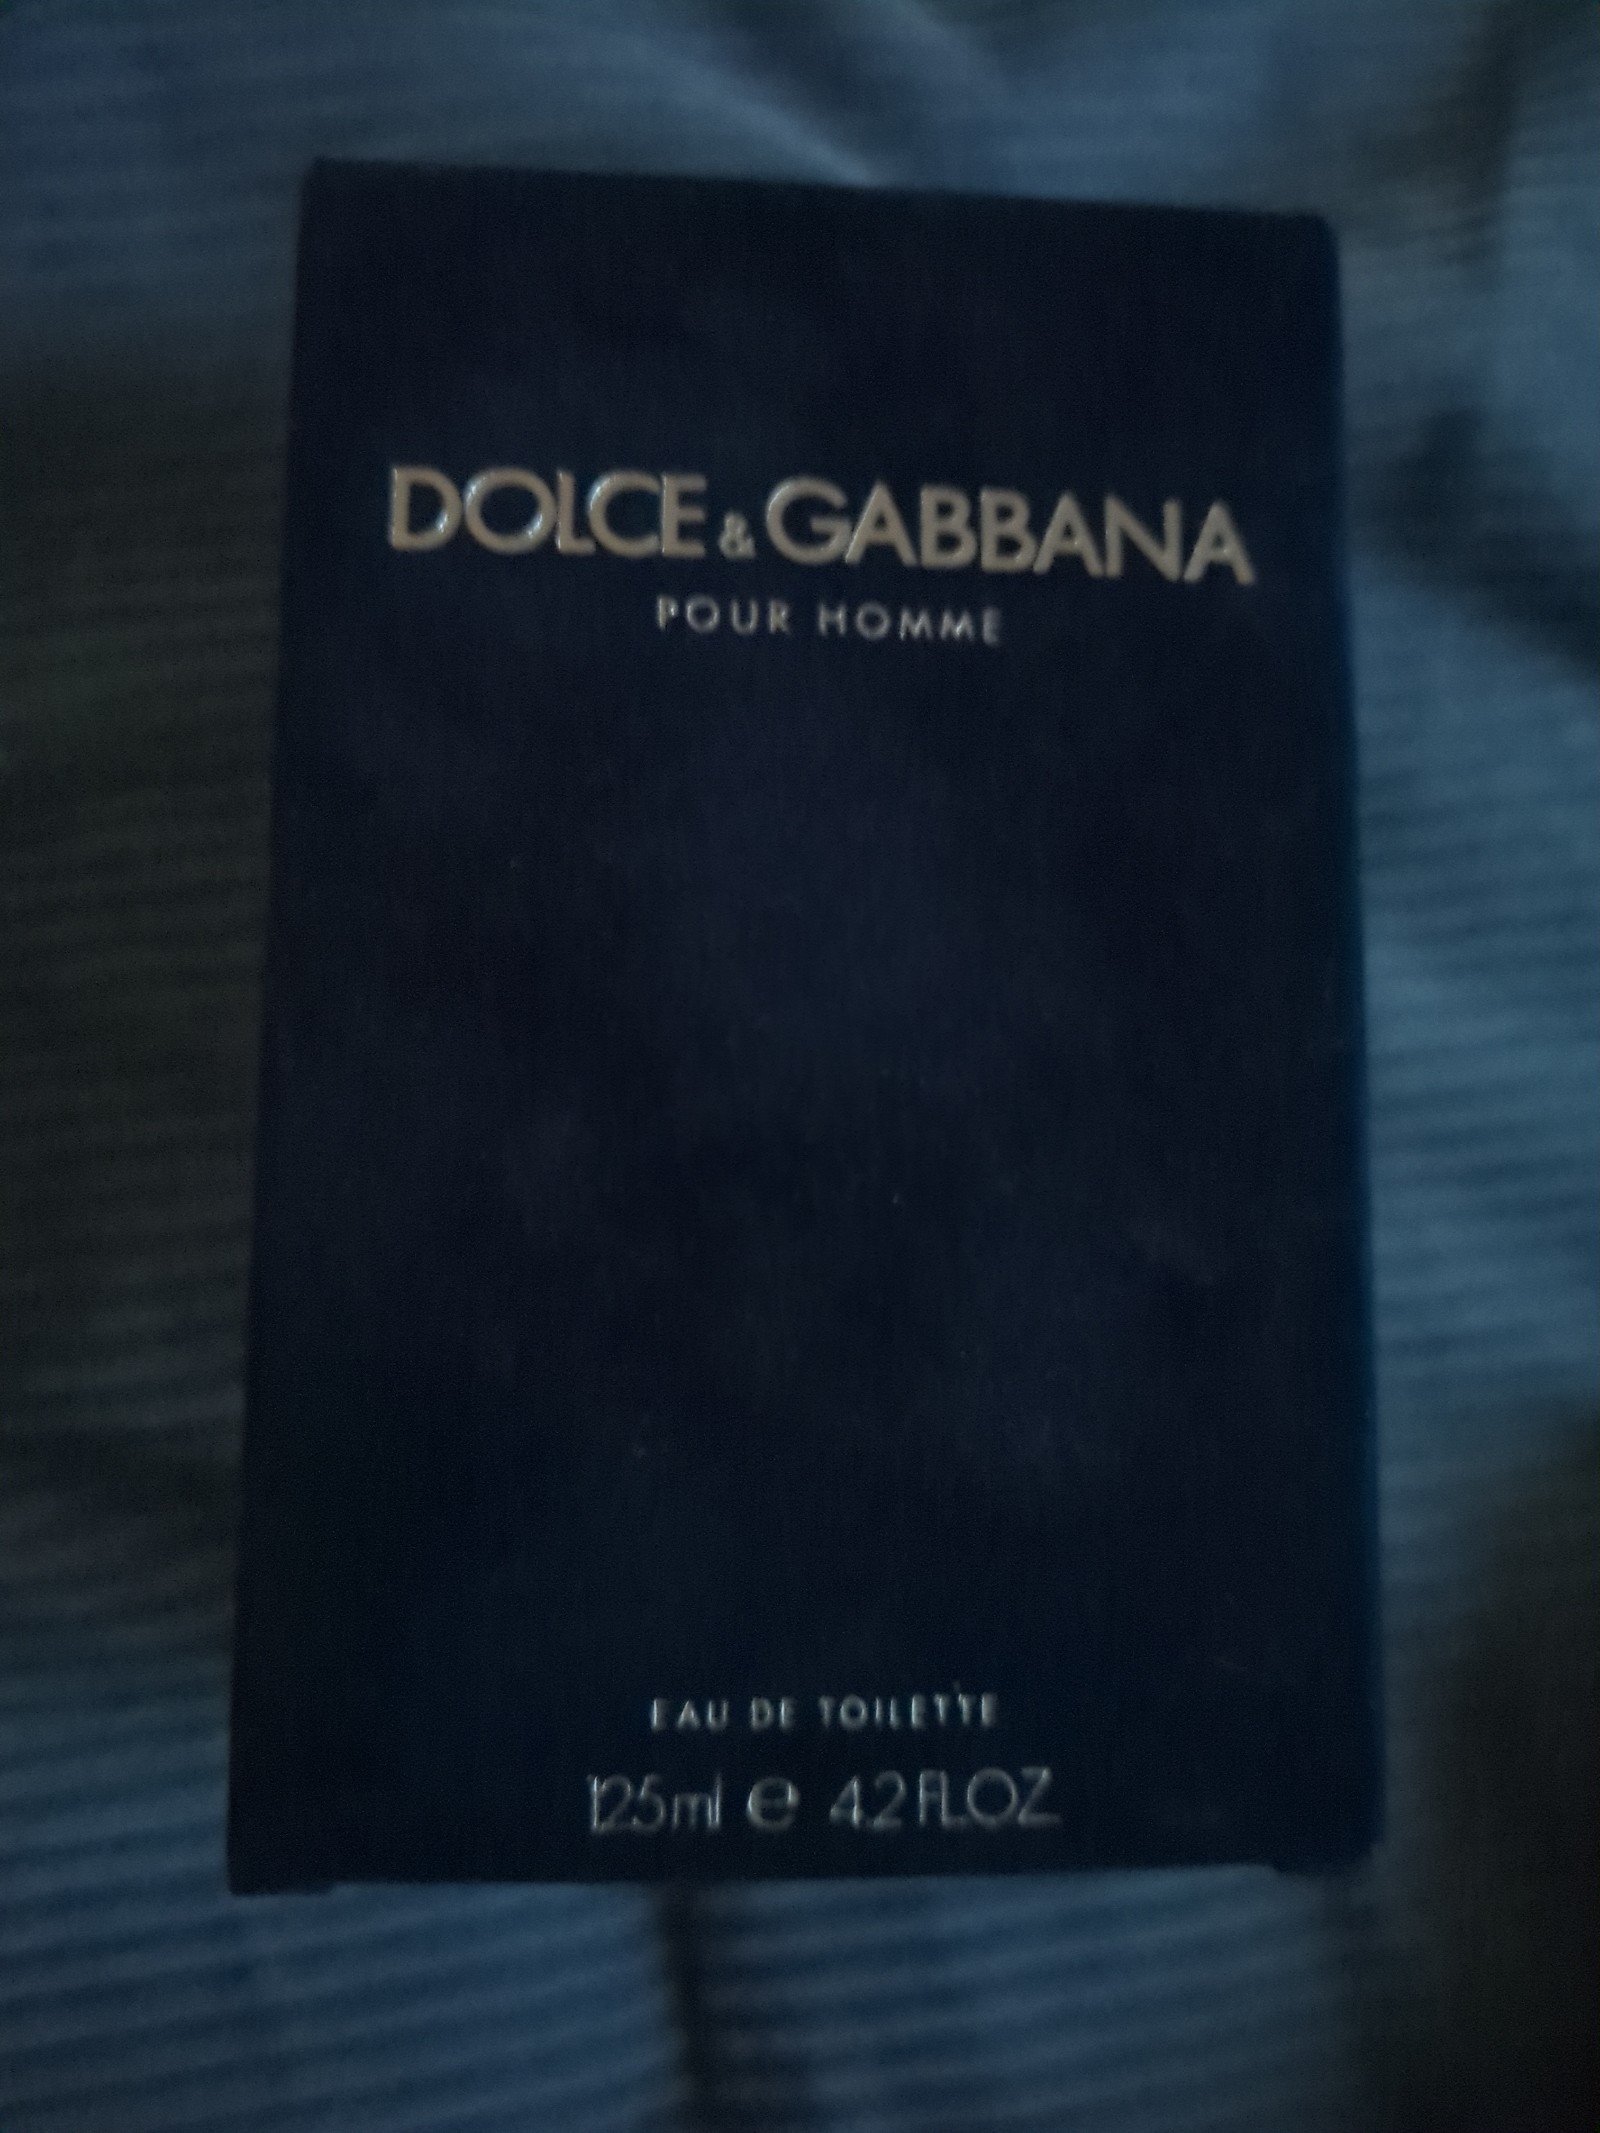 DOLCE & GABBANA
POUR HOMME
EAU DE TOILETTE
125ml e 4.2 FL.OZ